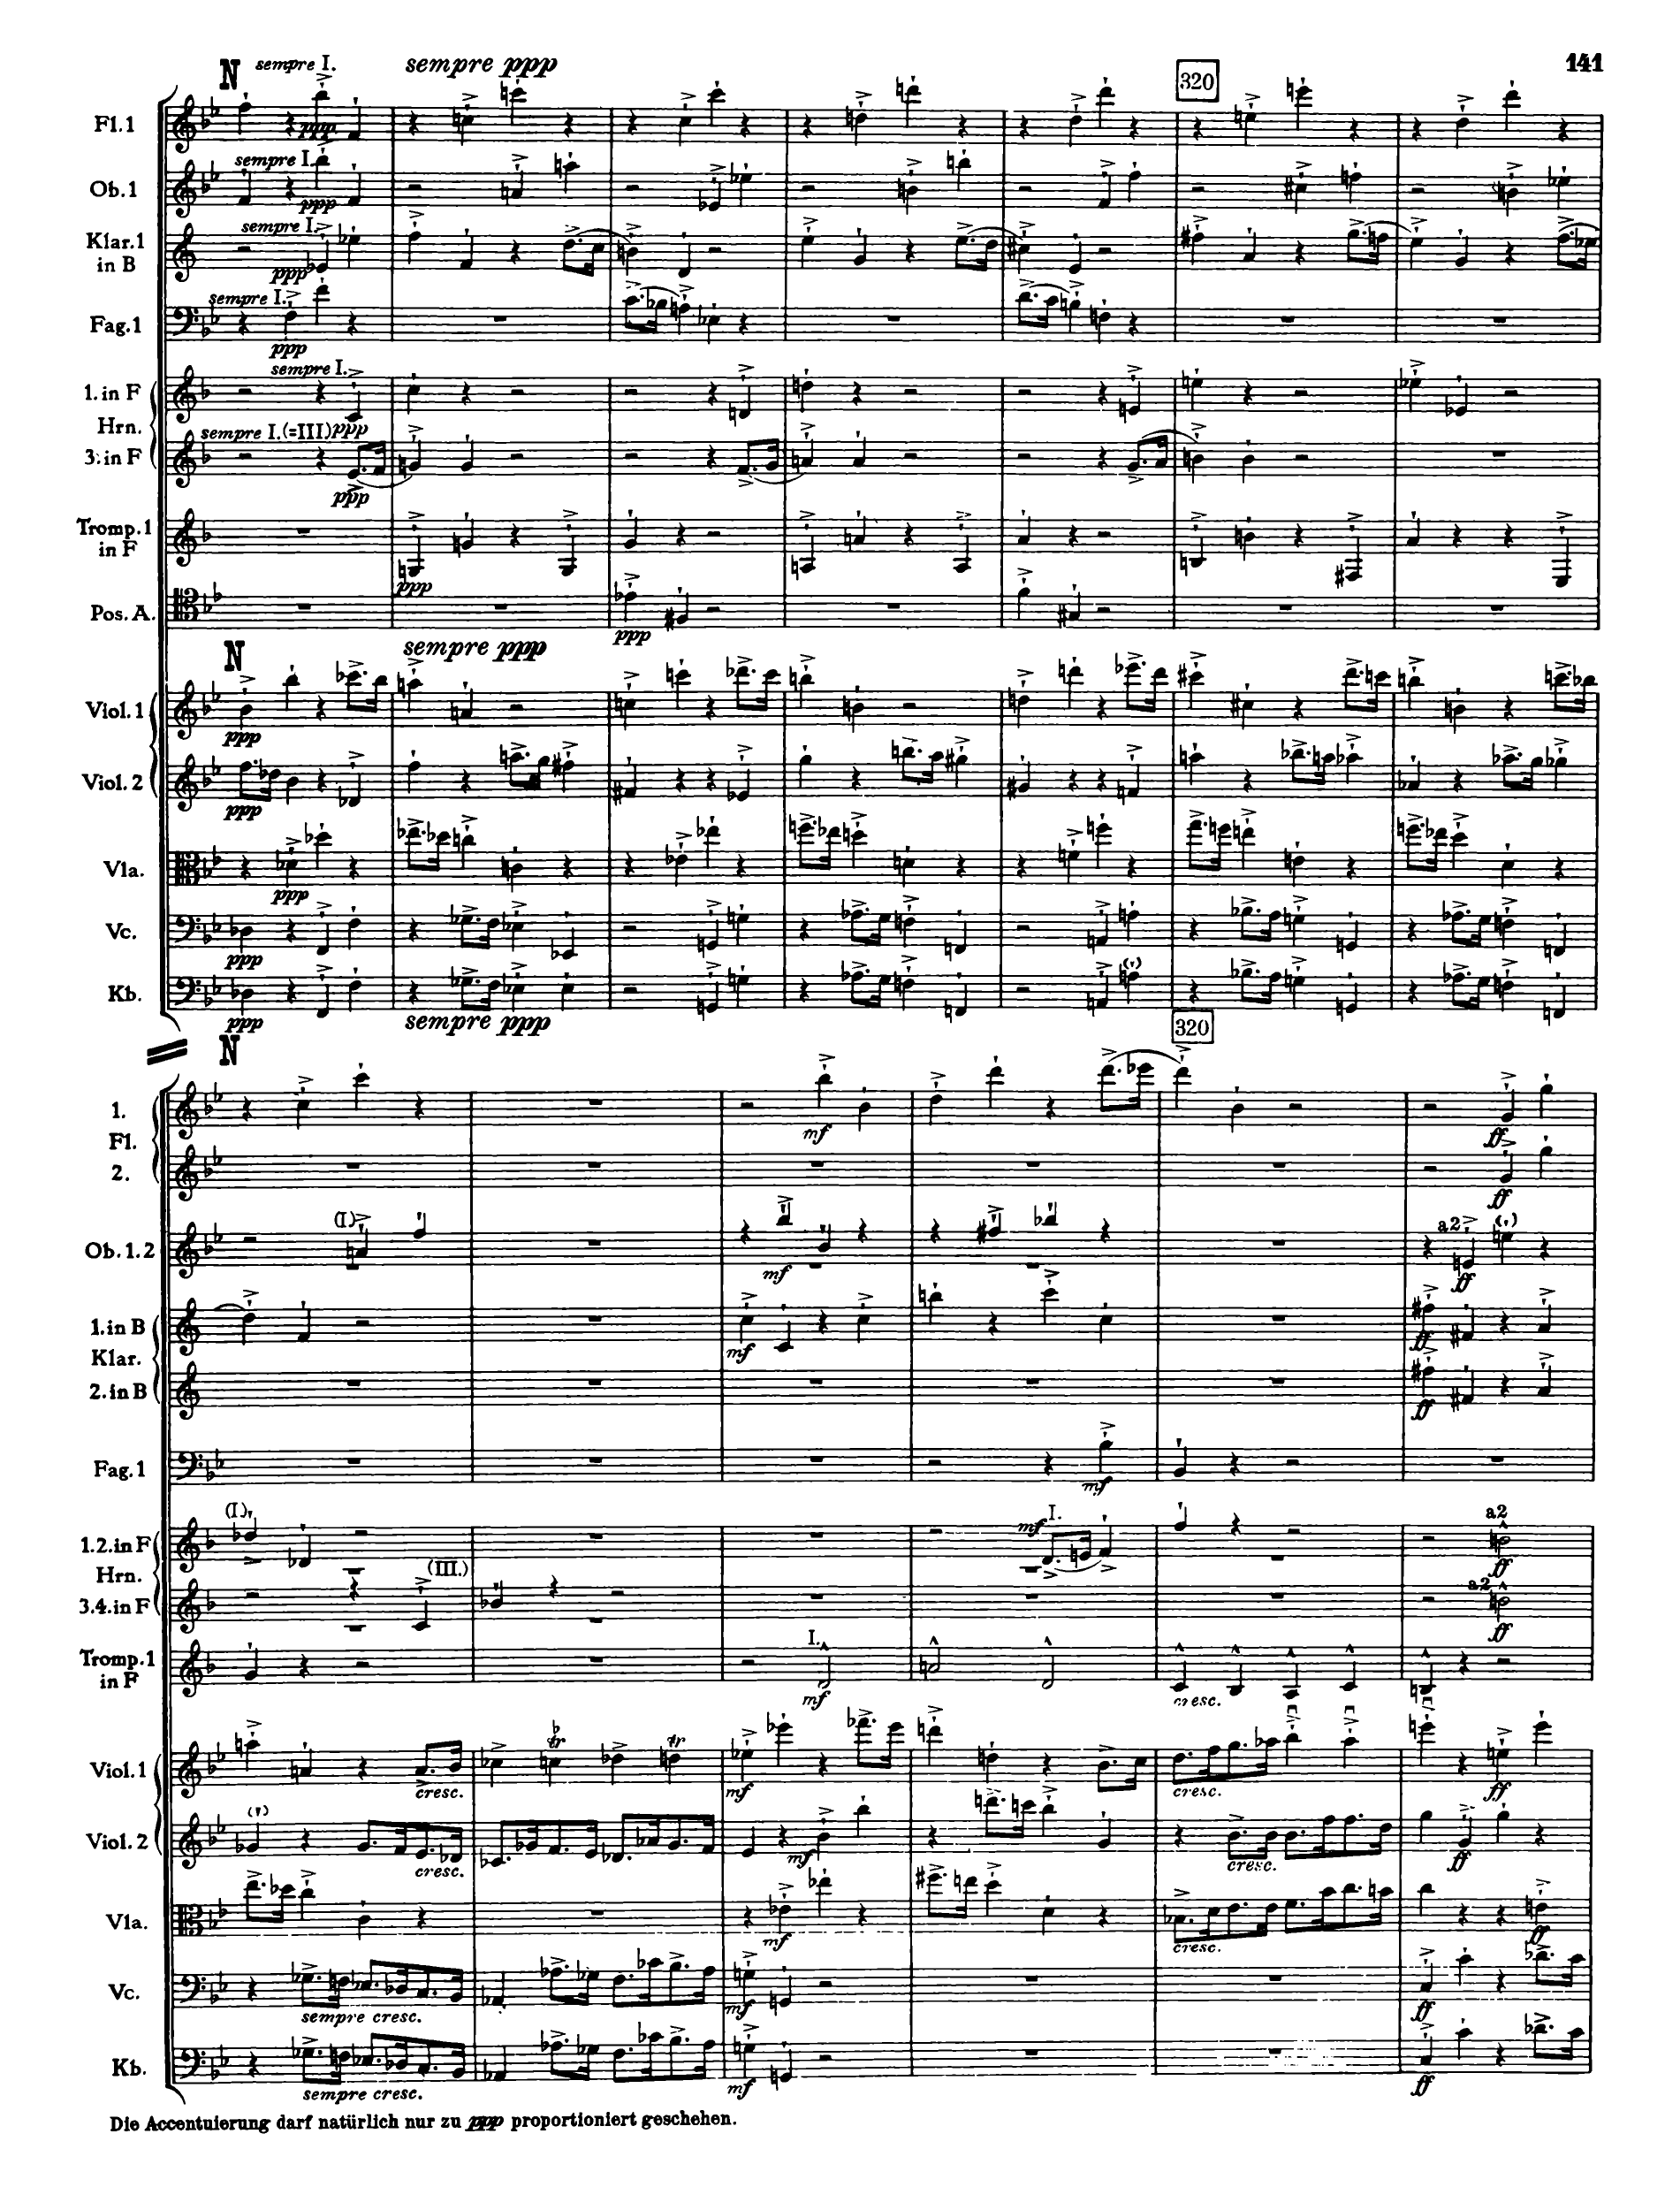 141
N sempre I. sempre ppp 320
Fl.1 ppp
sempre I.
Ob.1 ppp
sempre I.
Klar.1 in B ppp
sempre I.
Fag.1 ppp
sempre I.
1. in F ppp
Hrn.
sempre I.(=III)
3. in F ppp
Tromp.1 in F ppp
Pos. A. ppp
N sempre ppp
Viol. 1 ppp
Viol. 2 ppp
Vla. ppp
Vc. ppp
Kb. ppp
sempre ppp 320
N
1. mf ff
Fl.
2. ff
Ob. 1.2 (I) mf a2 ff
1. in B mf ff
Klar.
2. in B ff
Fag.1 mf
1.2. in F (I) mf I. a2 ff
Hrn.
3.4. in F (III.) a2 ff
Tromp.1 in F I. mf cresc.
Viol.1 cresc. tr tr mf cresc. ff
Viol. 2 cresc. mf cresc. ff
Vla. mf cresc. ff
Vc. sempre cresc. mf ff
Kb. sempre cresc. mf ff
Die Accentuierung darf natürlich nur zu ppp proportioniert geschehen.